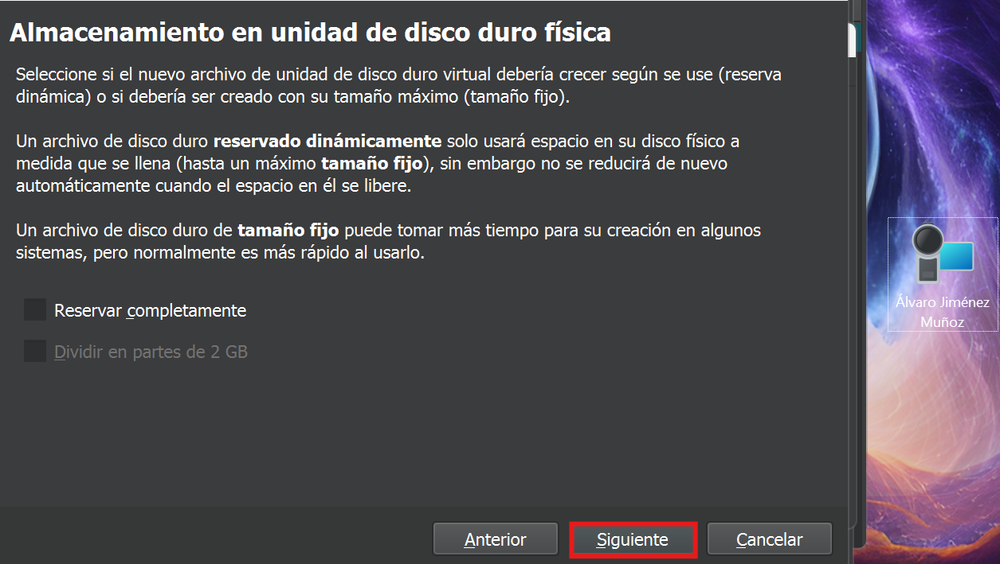 Almacenamiento en unidad de disco duro física
Seleccione si el nuevo archivo de unidad de disco duro virtual debería crecer según se use (reserva
dinámica) o si debería ser creado con su tamaño máximo (tamaño fijo).
Un archivo de disco duro reservado dinámicamente solo usará espacio en su disco físico a
medida que se llena (hasta un máximo tamaño fijo), sin embargo no se reducirá de nuevo
automáticamente cuando el espacio en él se libere.
Un archivo de disco duro de tamaño fijo puede tomar más tiempo para su creación en algunos
sistemas, pero normalmente es más rápido al usarlo.
Reservar completamente
Dividir en partes de 2 GB
Anterior
Siguiente
Cancelar
Álvaro Jiménez
Muñoz